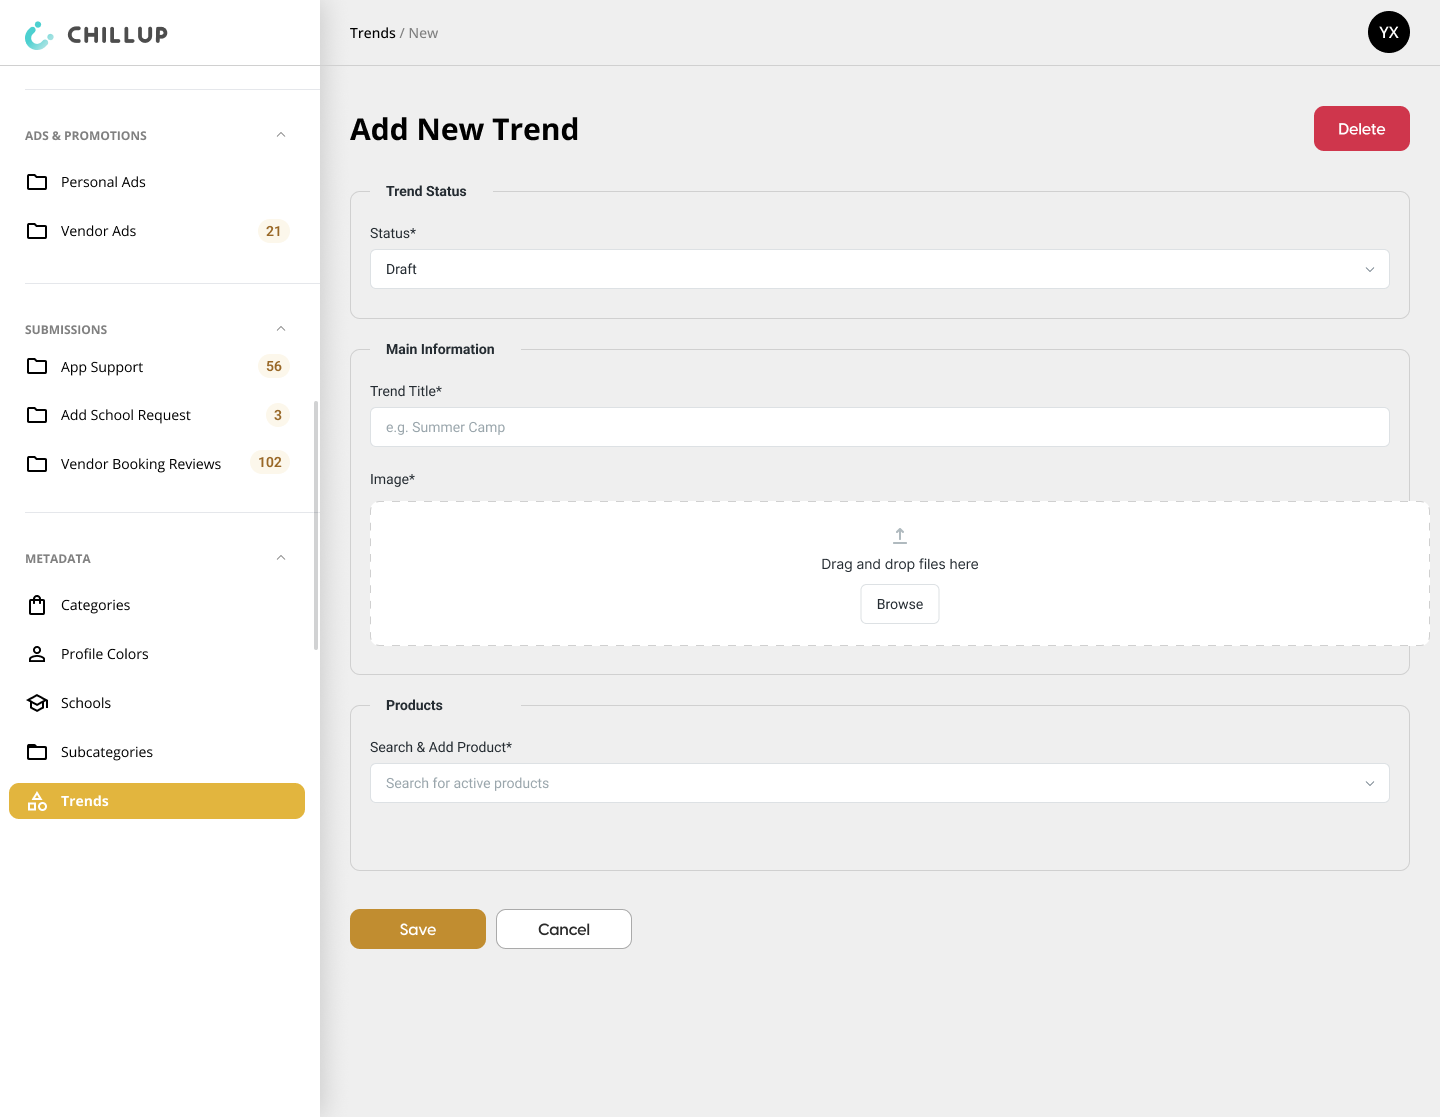 CHILLUP
Trends / New
YX
ADS & PROMOTIONS
Personal Ads
Vendor Ads 21
SUBMISSIONS
App Support 56
Add School Request 3
Vendor Booking Reviews 102
METADATA
Categories
Profile Colors
Schools
Subcategories
Trends
Add New Trend
Delete
Trend Status
Status*
Draft
Main Information
Trend Title*
e.g. Summer Camp
Image*
Drag and drop files here
Browse
Products
Search & Add Product*
Search for active products
Save
Cancel